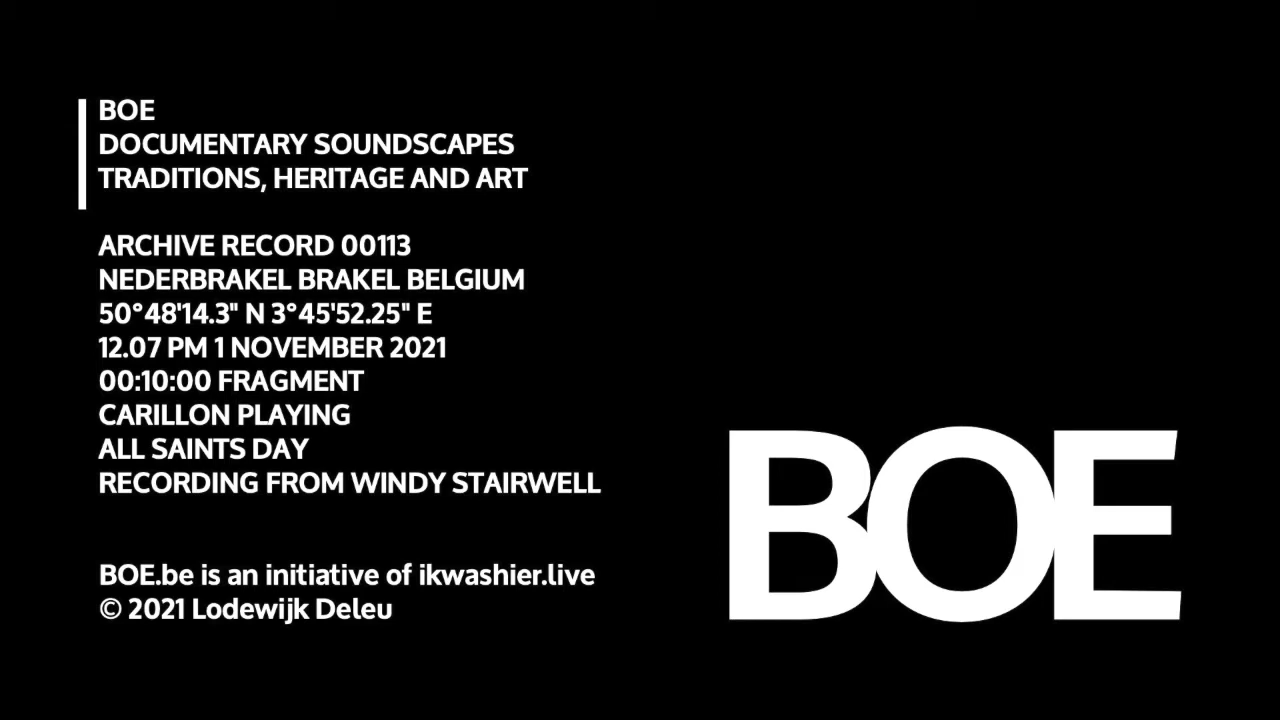 BOE
DOCUMENTARY SOUNDSCAPES
TRADITIONS, HERITAGE AND ART
ARCHIVE RECORD 00113
NEDERBRAKEL BRAKEL BELGIUM
50°48'14.3" N 3°45'52.25" E
12.07 PM 1 NOVEMBER 2021
00:10:00 FRAGMENT
CARILLON PLAYING
ALL SAINTS DAY
RECORDING FROM WINDY STAIRWELL
BOE.be is an initiative of ikwashier.live
© 2021 Lodewijk Deleu
BOE